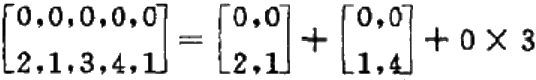 [0,0,0,0,0
2,1,3,4,1] = [0,0
2,1] + [0,0
1,4] + 0 × 3